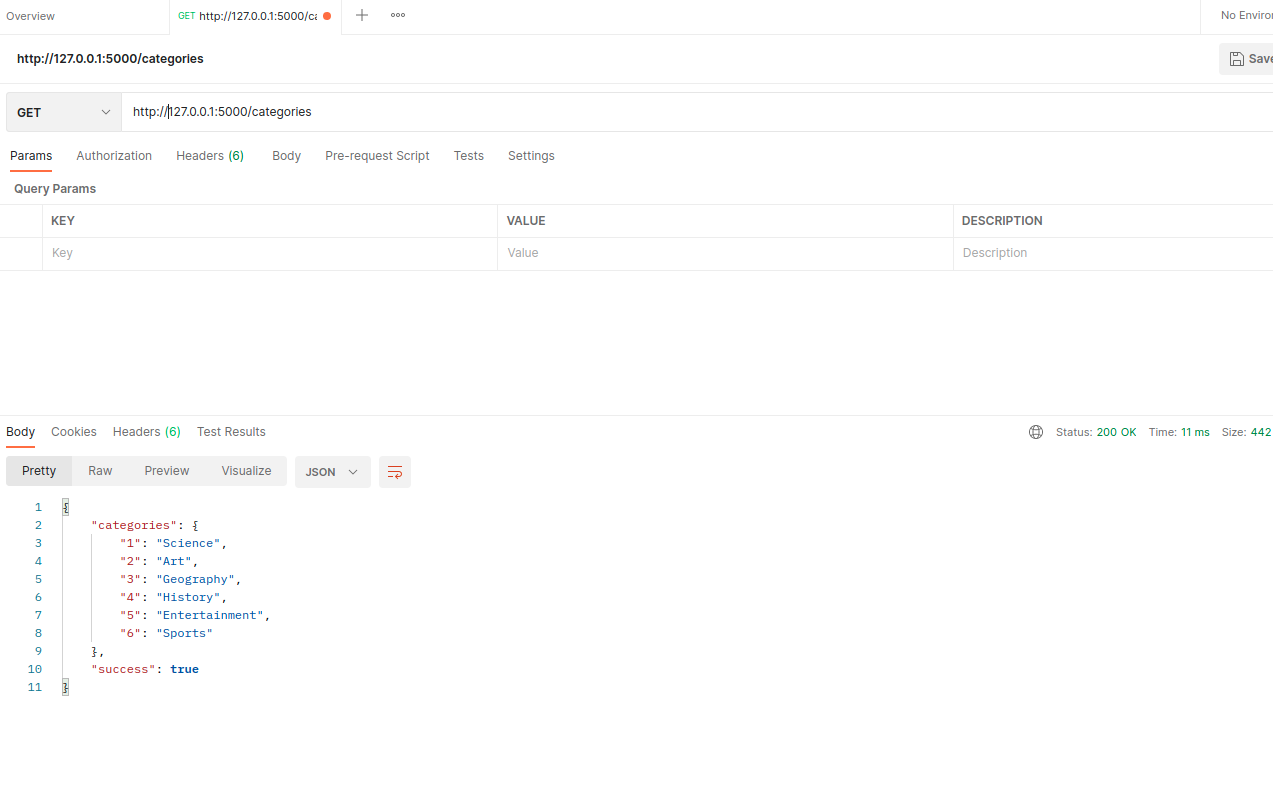 Overview
GET http://127.0.0.1:5000/ca
No Enviro
http://127.0.0.1:5000/categories
Save
GET http://127.0.0.1:5000/categories
Params Authorization Headers (6) Body Pre-request Script Tests Settings
Query Params
KEY VALUE DESCRIPTION
Key Value Description
Body Cookies Headers (6) Test Results Status: 200 OK Time: 11 ms Size: 442
Pretty Raw Preview Visualize JSON
1 {
2 "categories": {
3 "1": "Science",
4 "2": "Art",
5 "3": "Geography",
6 "4": "History",
7 "5": "Entertainment",
8 "6": "Sports"
9 },
10 "success": true
11 }